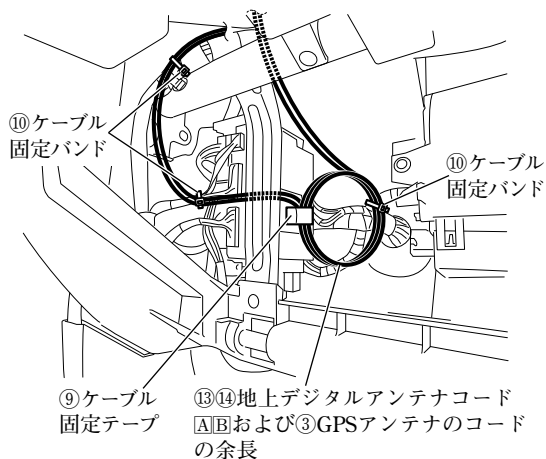 ⑩ケーブル
固定バンド
⑩ケーブル
固定バンド
⑨ケーブル
固定テープ
⑬⑭地上デジタルアンテナコード
🄰🄱および③GPSアンテナのコード
の余長